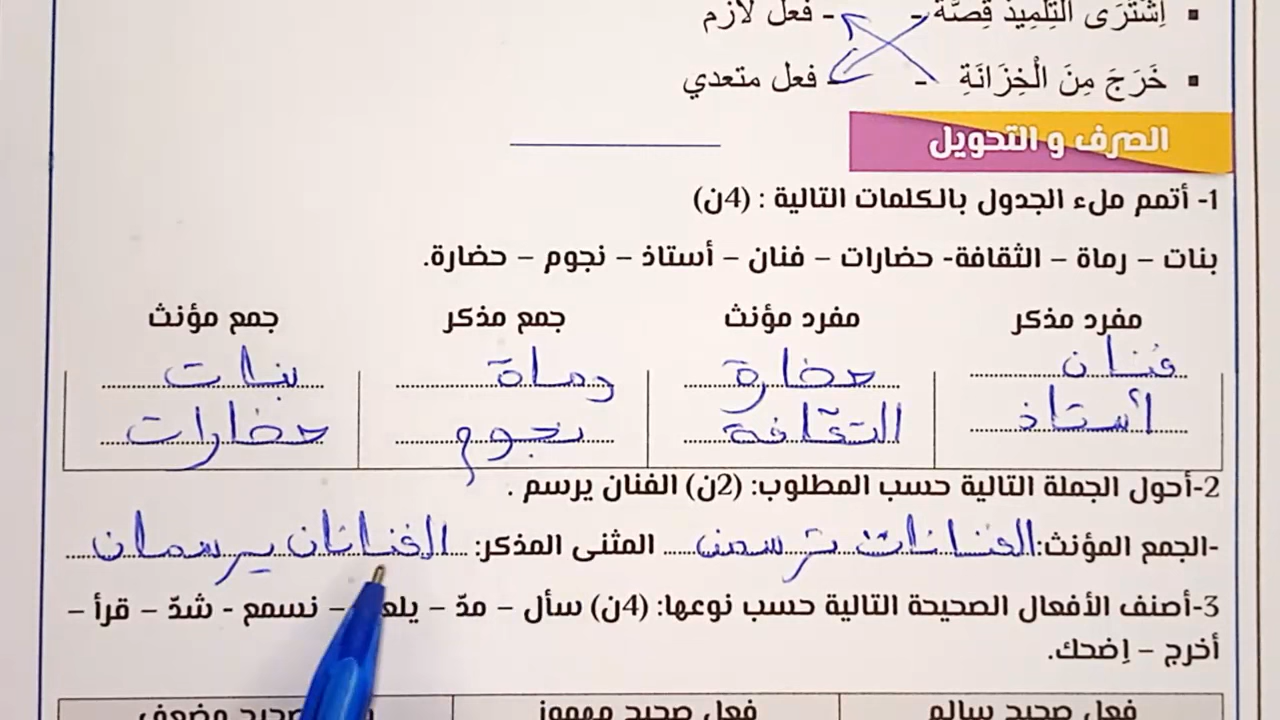 ▪ اِشْتَرَى التِلْمِيذُ قِصَّةً - - فعل لازم
▪ خَرَجَ مِنَ الْخِزَانَةِ - - فعل متعدي
الصرف و التحويل
1- أتمم ملء الجدول بالكلمات التالية : (4ن)
بنات – رماة – الثقافة- حضارات – فنان – أستاذ – نجوم – حضارة.
مفرد مذكر مفرد مؤنث جمع مذكر جمع مؤنث
فنان حضارة رماة بنات
أستاذ الثقافة نجوم حضارات
2-أحول الجملة التالية حسب المطلوب: (2ن) الفنان يرسم .
-الجمع المؤنث: الفنانات ترسمن المثنى المذكر: الفنانان يرسمان
3-أصنف الأفعال الصحيحة التالية حسب نوعها: (4ن) سأل – مدّ – – نسمع - شدّ – قرأ –
أخرج – اِضحك.
فعل صحيح سالم فعل صحيح مهموز صحيح مضعف